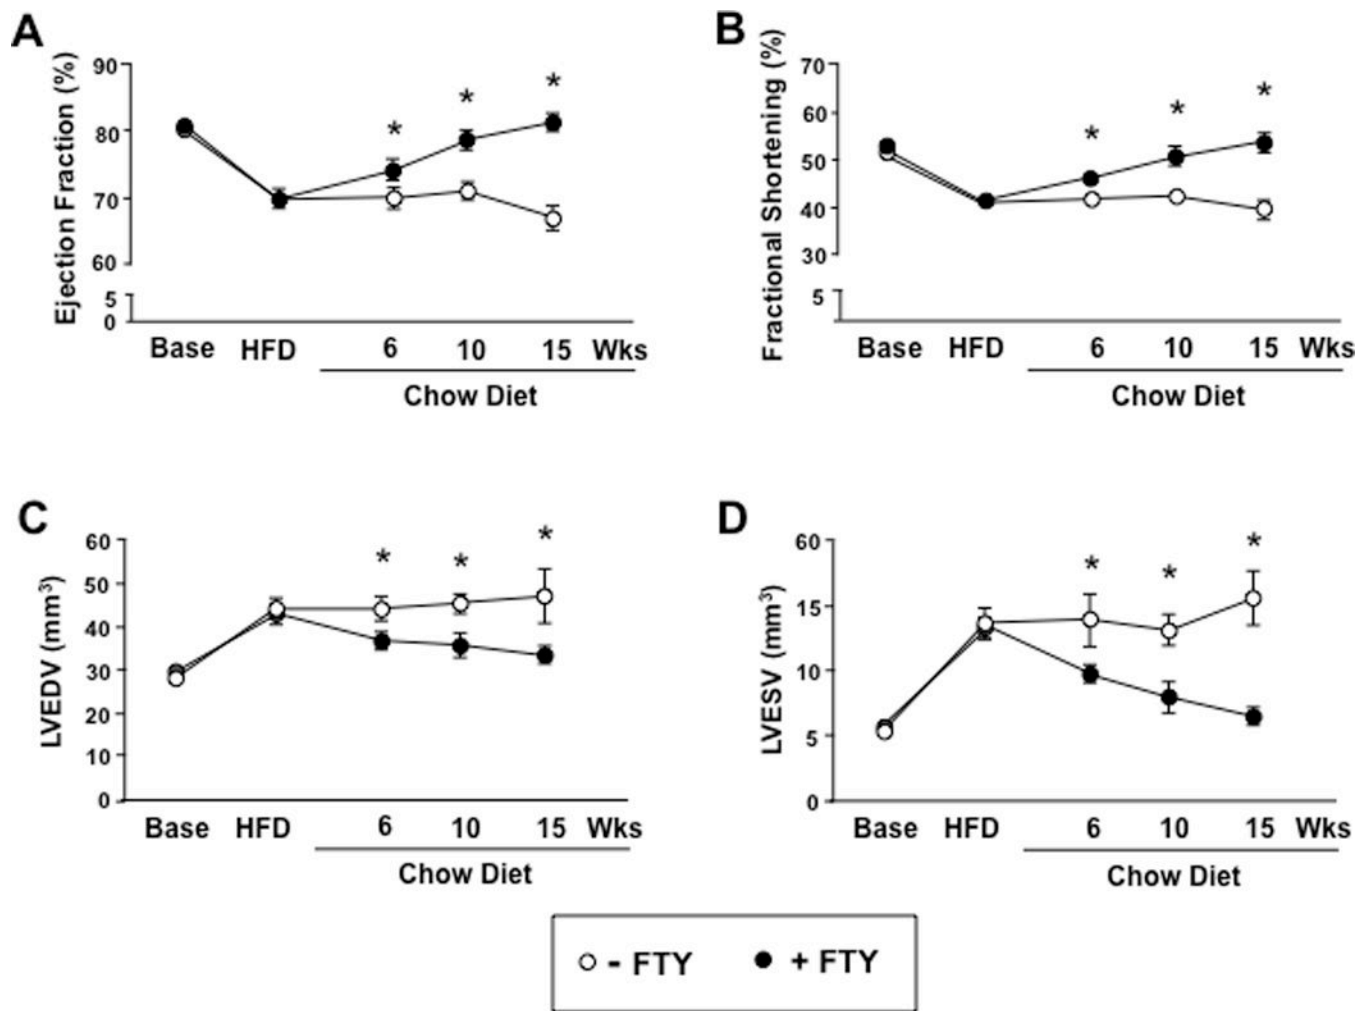 A
Ejection Fraction (%)
90
80
70
60
5
0
* * *
Base HFD 6 10 15 Wks
Chow Diet
B
Fractional Shortening (%)
70
60
50
40
30
5
* * *
Base HFD 6 10 15 Wks
Chow Diet
C
LVEDV (mm³)
60
50
40
30
20
10
0
* * *
Base HFD 6 10 15 Wks
Chow Diet
D
LVESV (mm³)
60
15
10
5
0
* * *
Base HFD 6 10 15 Wks
Chow Diet
- FTY + FTY